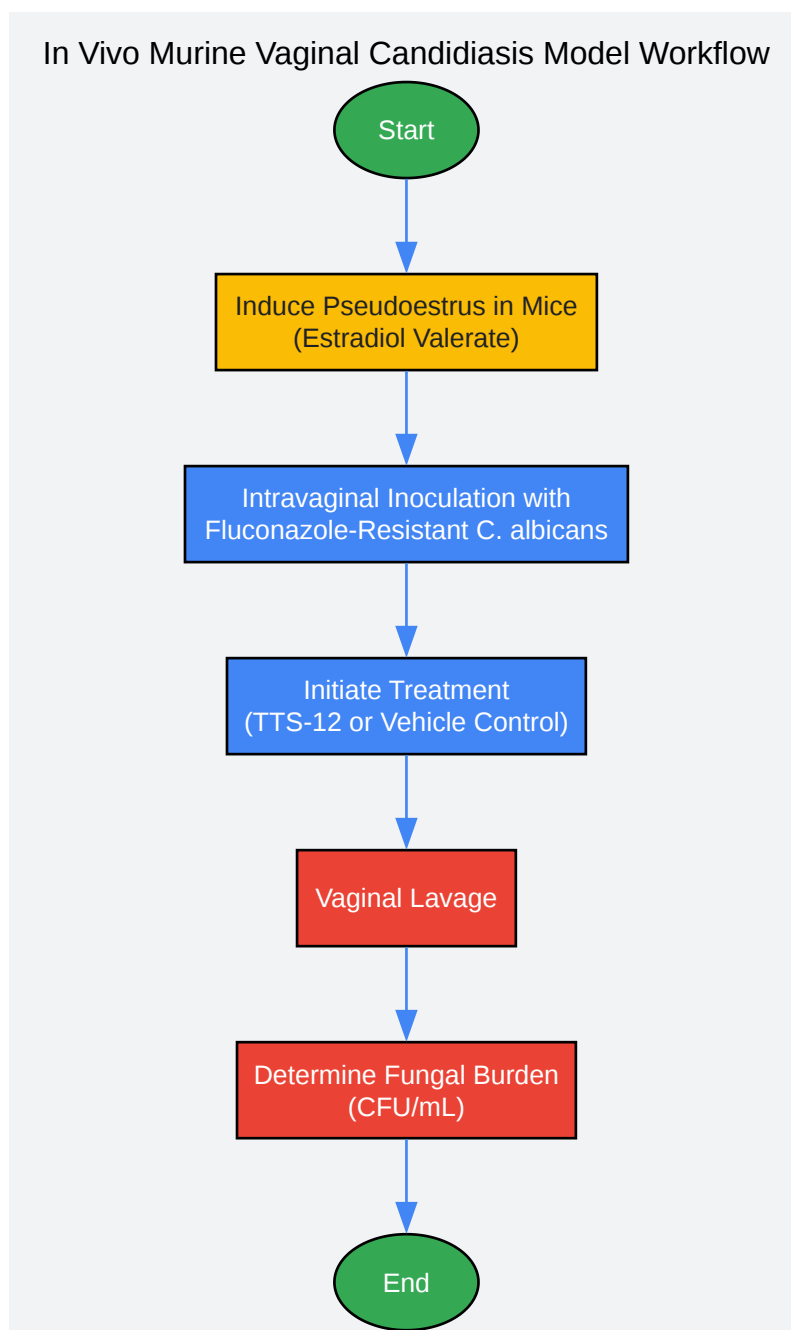 In Vivo Murine Vaginal Candidiasis Model Workflow
Start
Induce Pseudoestrus in Mice
(Estradiol Valerate)
Intravaginal Inoculation with
Fluconazole-Resistant C. albicans
Initiate Treatment
(TTS-12 or Vehicle Control)
Vaginal Lavage
Determine Fungal Burden
(CFU/mL)
End